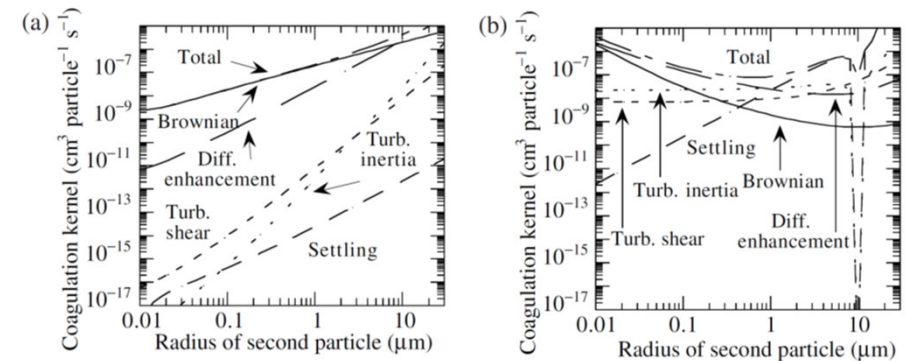 (a)
Coagulation kernel (cm³ particle⁻¹ s⁻¹)
10⁻⁷
10⁻⁹
10⁻¹¹
10⁻¹³
10⁻¹⁵
10⁻¹⁷
Total
Brownian
Diff.
enhancement
Turb.
inertia
Turb.
shear
Settling
0.01 0.1 1 10
Radius of second particle (μm)
(b)
Coagulation kernel (cm³ particle⁻¹ s⁻¹)
10⁻⁷
10⁻⁹
10⁻¹¹
10⁻¹³
10⁻¹⁵
10⁻¹⁷
Total
Settling
Turb. inertia
Brownian
Turb. shear
Diff.
enhancement
0.01 0.1 1 10
Radius of second particle (μm)